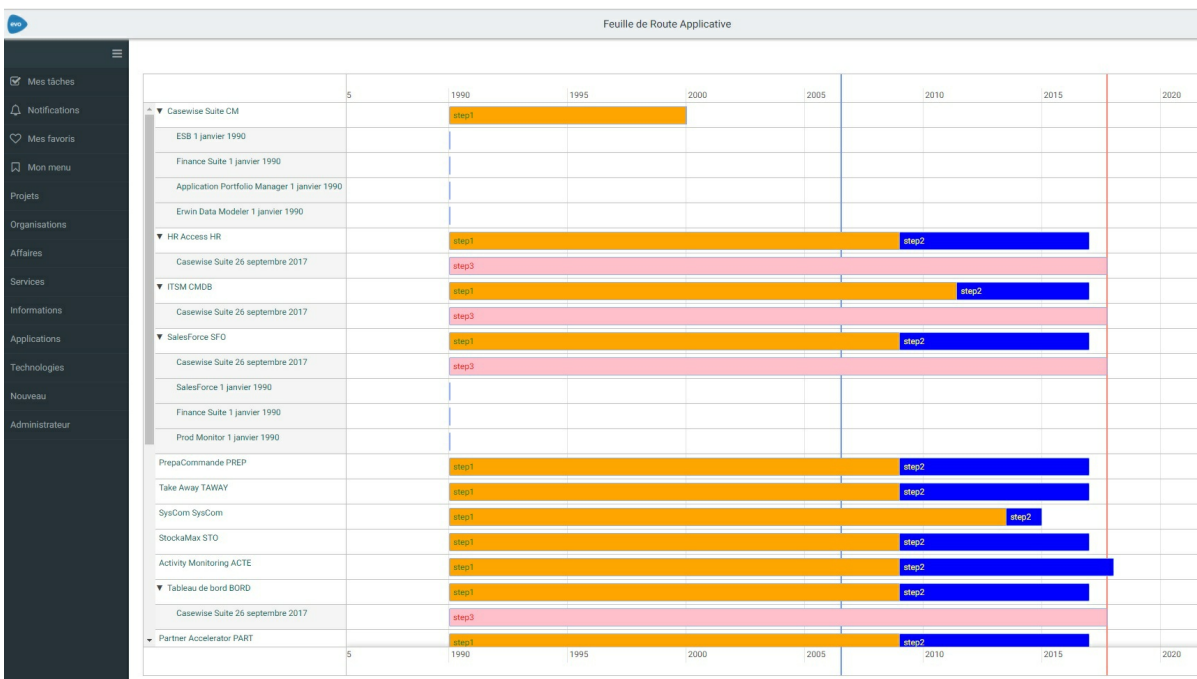 evo
Feuille de Route Applicative
Mes tâches
Notifications
Mes favoris
Mon menu
Projets
Organisations
Affaires
Services
Informations
Applications
Technologies
Nouveau
Administrateur
5 1990 1995 2000 2005 2010 2015 2020
Casewise Suite CM step1
ESB 1 janvier 1990
Finance Suite 1 janvier 1990
Application Portfolio Manager 1 janvier 1990
Erwin Data Modeler 1 janvier 1990
HR Access HR step1 step2
Casewise Suite 26 septembre 2017 step3
ITSM CMDB step1 step2
Casewise Suite 26 septembre 2017 step3
SalesForce SFO step1 step2
Casewise Suite 26 septembre 2017 step3
SalesForce 1 janvier 1990
Finance Suite 1 janvier 1990
Prod Monitor 1 janvier 1990
PrepaCommande PREP step1 step2
Take Away TAWAY step1 step2
SysCom SysCom step1 step2
StockaMax STO step1 step2
Activity Monitoring ACTE step1 step2
Tableau de bord BORD step1 step2
Casewise Suite 26 septembre 2017 step3
Partner Accelerator PART step1 step2
5 1990 1995 2000 2005 2010 2015 2020